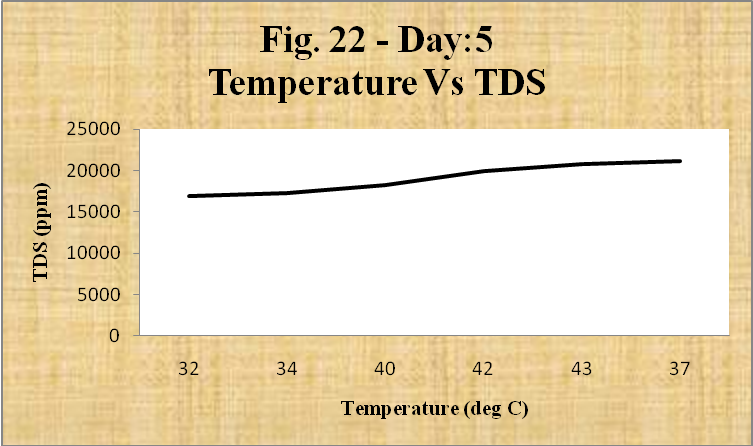 Fig. 22 - Day:5
Temperature Vs TDS
25000
20000
15000
10000
5000
0
TDS (ppm)
32 34 40 42 43 37
Temperature (deg C)